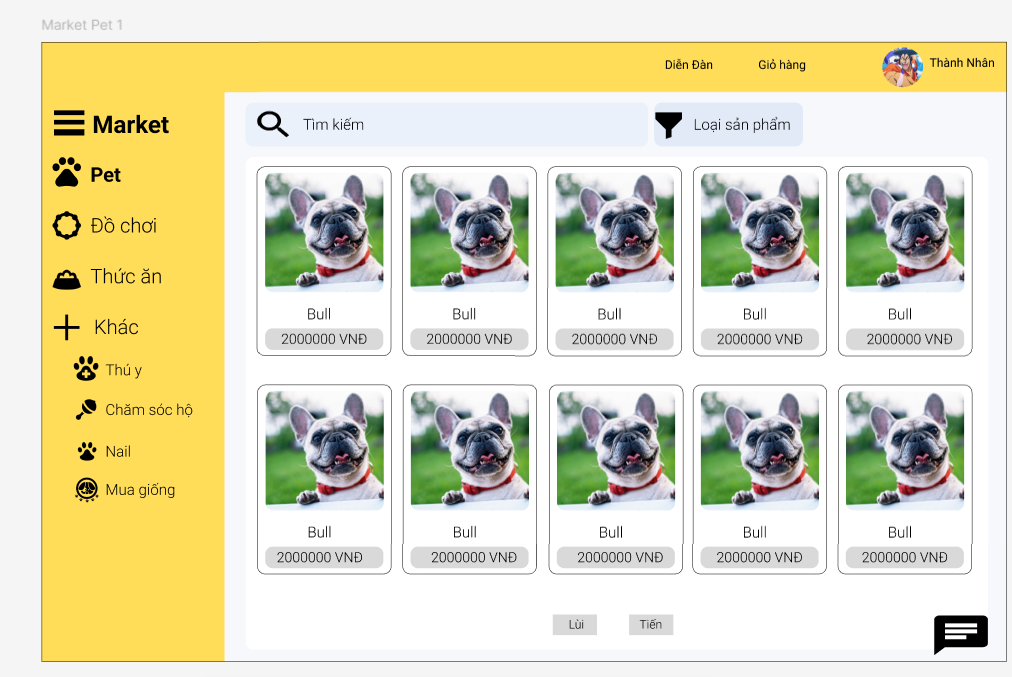 Market Pet 1
Diễn Đàn
Giỏ hàng
Thành Nhân
Market
Pet
Đồ chơi
Thức ăn
Khác
Thú y
Chăm sóc hộ
Nail
Mua giống
Tìm kiếm
Loại sản phẩm
Bull
2000000 VNĐ
Bull
2000000 VNĐ
Bull
2000000 VNĐ
Bull
2000000 VNĐ
Bull
2000000 VNĐ
Bull
2000000 VNĐ
Bull
2000000 VNĐ
Bull
2000000 VNĐ
Bull
2000000 VNĐ
Bull
2000000 VNĐ
Lùi
Tiến